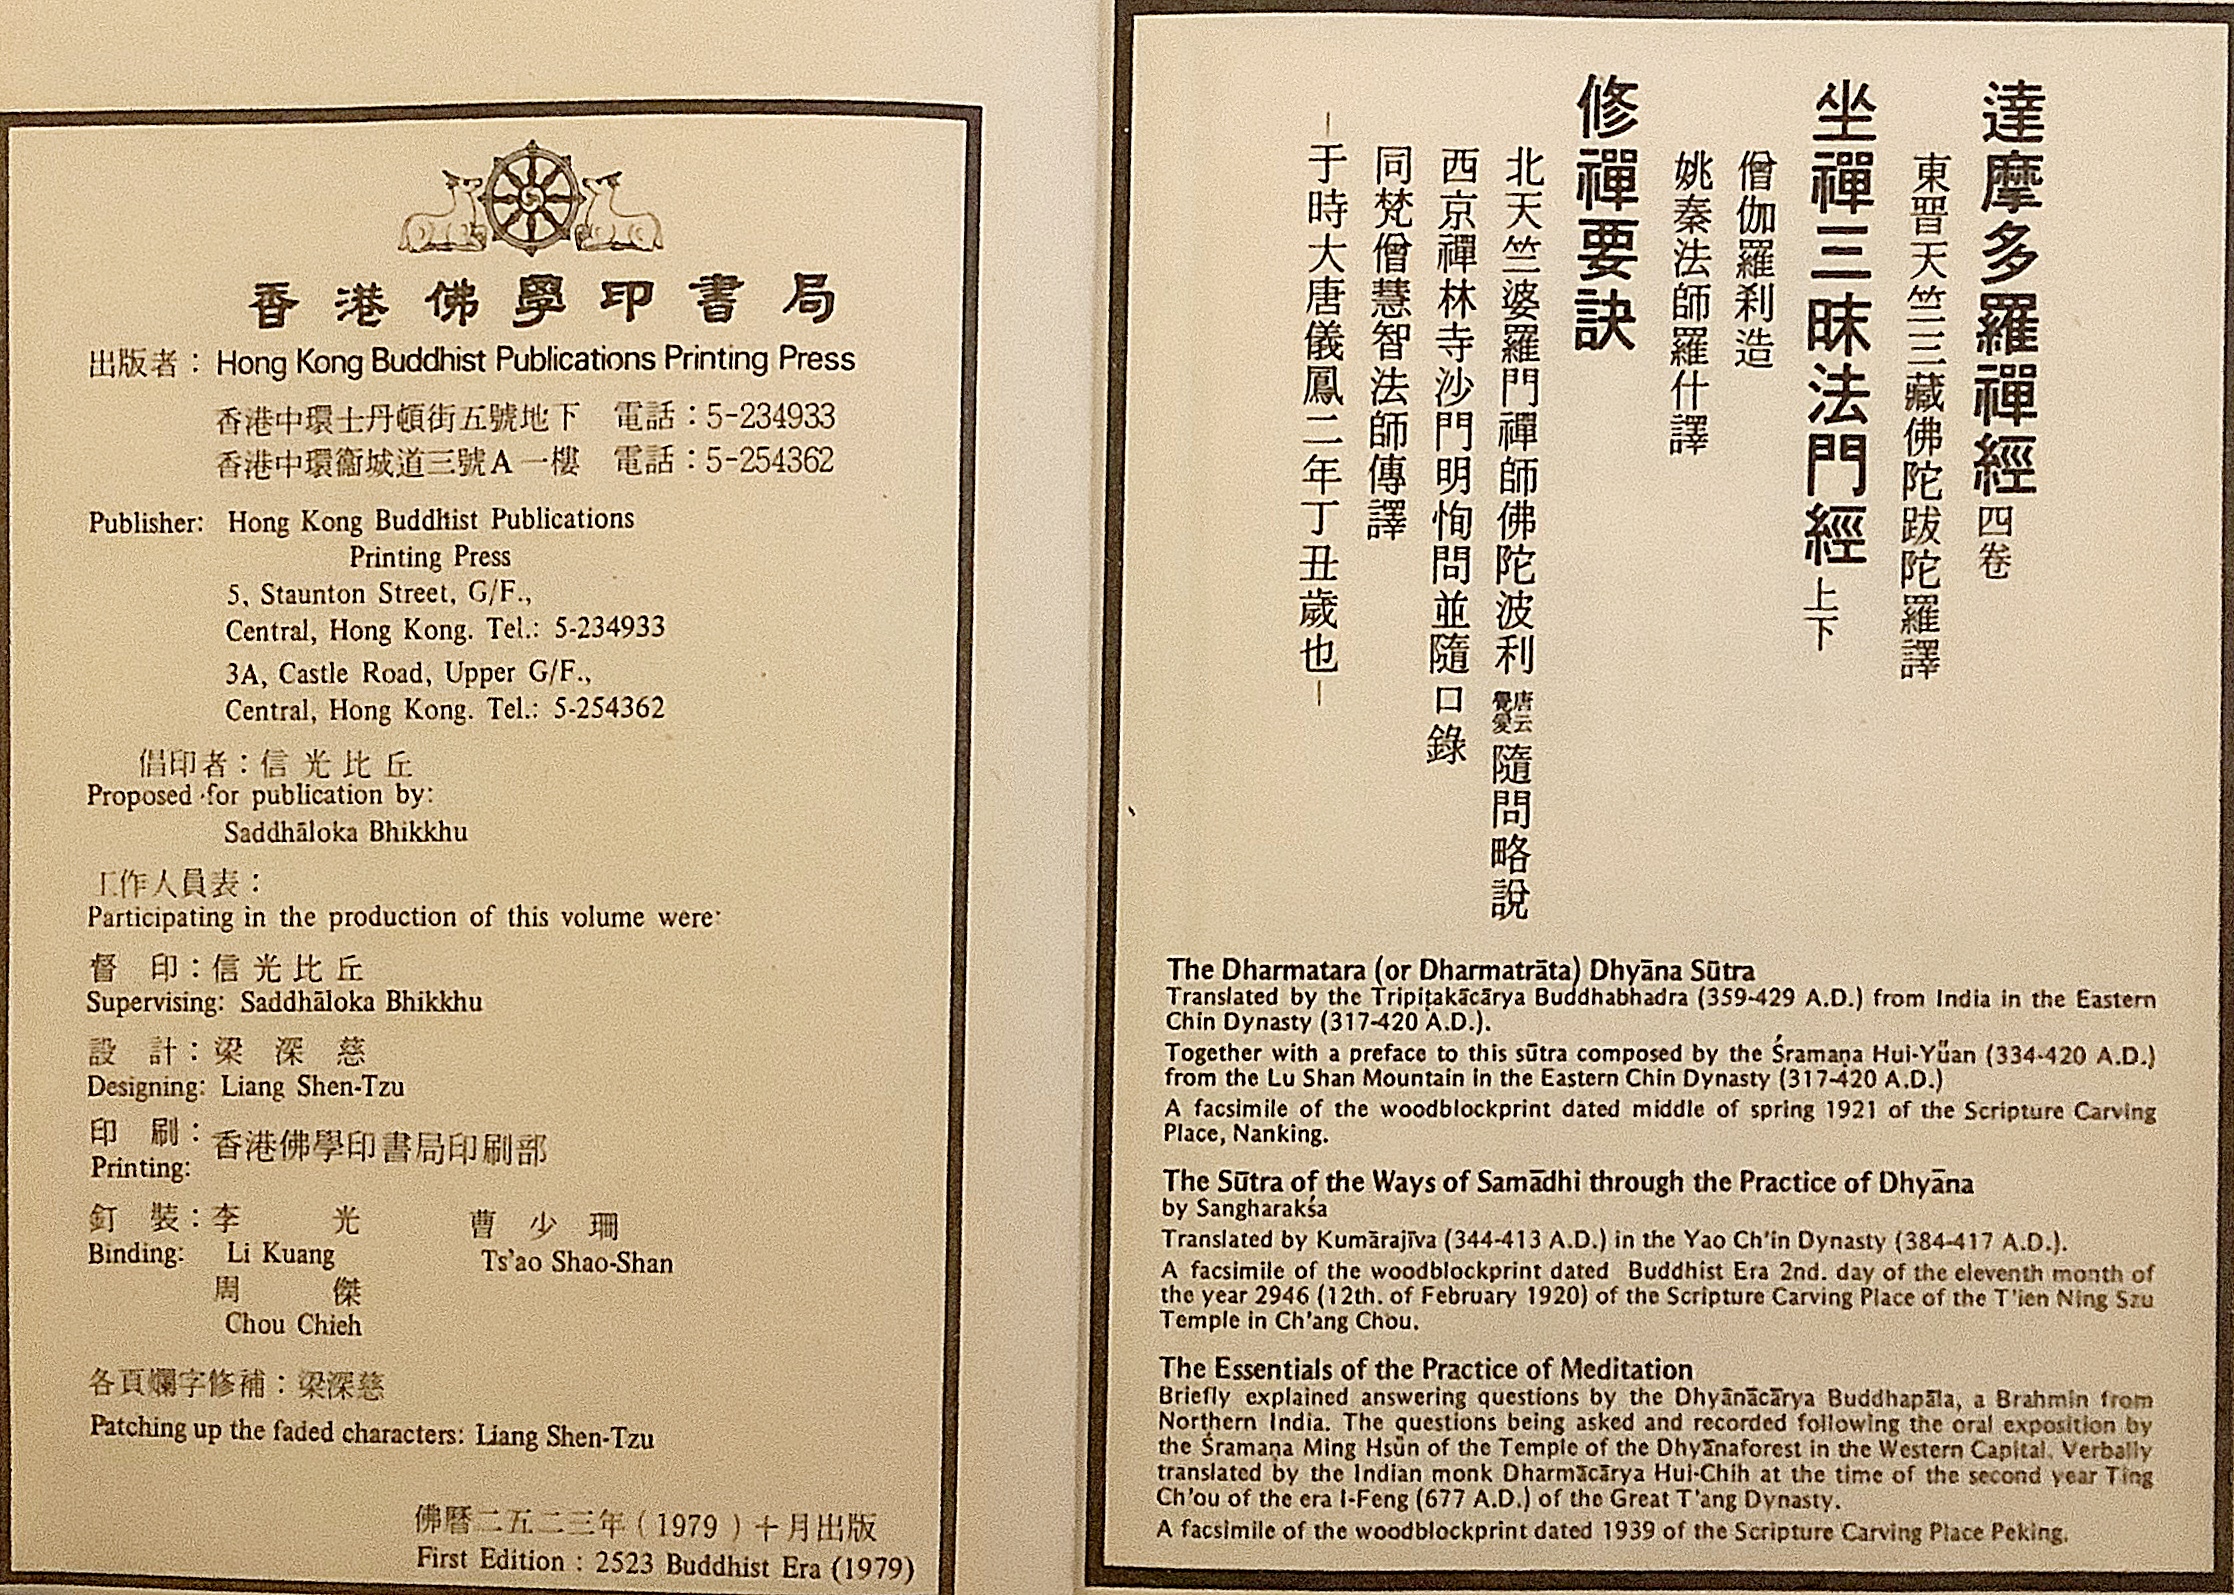 香港佛學印書局
出版者：Hong Kong Buddhist Publications Printing Press
香港中環士丹頓街五號地下 電話：5-234933
香港中環衞城道三號A一樓 電話：5-254362
Publisher: Hong Kong Buddhist Publications
Printing Press
5, Staunton Street, G/F.,
Central, Hong Kong. Tel.: 5-234933
3A, Castle Road, Upper G/F.,
Central, Hong Kong. Tel.: 5-254362
倡印者：信光比丘
Proposed for publication by:
Saddhāloka Bhikkhu
工作人員表：
Participating in the production of this volume were:
督 印：信光比丘
Supervising: Saddhāloka Bhikkhu
設 計：梁深慈
Designing: Liang Shen-Tzu
印 刷：香港佛學印書局印刷部
Printing:
釘 裝：李 光 曹少珊
Binding: Li Kuang Ts'ao Shao-Shan
周 傑
Chou Chieh
各頁爛字修補：梁深慈
Patching up the faded characters: Liang Shen-Tzu
佛曆二五二三年（1979）十月出版
First Edition : 2523 Buddhist Era (1979)
達摩多羅禪經四卷
東晋天竺三藏佛陀跋陀羅譯
坐禪三昧法門經上下
僧伽羅刹造
姚秦法師羅什譯
修禪要訣
北天竺婆羅門禪師佛陀波利唐云覺愛隨問略說
西京禪林寺沙門明恂問並隨口錄
同梵僧慧智法師傳譯
—于時大唐儀鳳二年丁丑歲也—
The Dharmatara (or Dharmatrāta) Dhyāna Sūtra
Translated by the Tripiṭakācārya Buddhabhadra (359-429 A.D.) from India in the Eastern
Chin Dynasty (317-420 A.D.).
Together with a preface to this sūtra composed by the Śramaṇa Hui-Yüan (334-420 A.D.)
from the Lu Shan Mountain in the Eastern Chin Dynasty (317-420 A.D.)
A facsimile of the woodblockprint dated middle of spring 1921 of the Scripture Carving
Place, Nanking.
The Sūtra of the Ways of Samādhi through the Practice of Dhyāna
by Sangharakśa
Translated by Kumārajīva (344-413 A.D.) in the Yao Ch'in Dynasty (384-417 A.D.).
A facsimile of the woodblockprint dated Buddhist Era 2nd. day of the eleventh month of
the year 2946 (12th. of February 1920) of the Scripture Carving Place of the T'ien Ning Szu
Temple in Ch'ang Chou.
The Essentials of the Practice of Meditation
Briefly explained answering questions by the Dhyānācārya Buddhapāla, a Brahmin from
Northern India. The questions being asked and recorded following the oral exposition by
the Śramaṇa Ming Hsün of the Temple of the Dhyānaforest in the Western Capital. Verbally
translated by the Indian monk Dharmācārya Hui-Chih at the time of the second year Ting
Ch'ou of the era I-Feng (677 A.D.) of the Great T'ang Dynasty.
A facsimile of the woodblockprint dated 1939 of the Scripture Carving Place Peking.